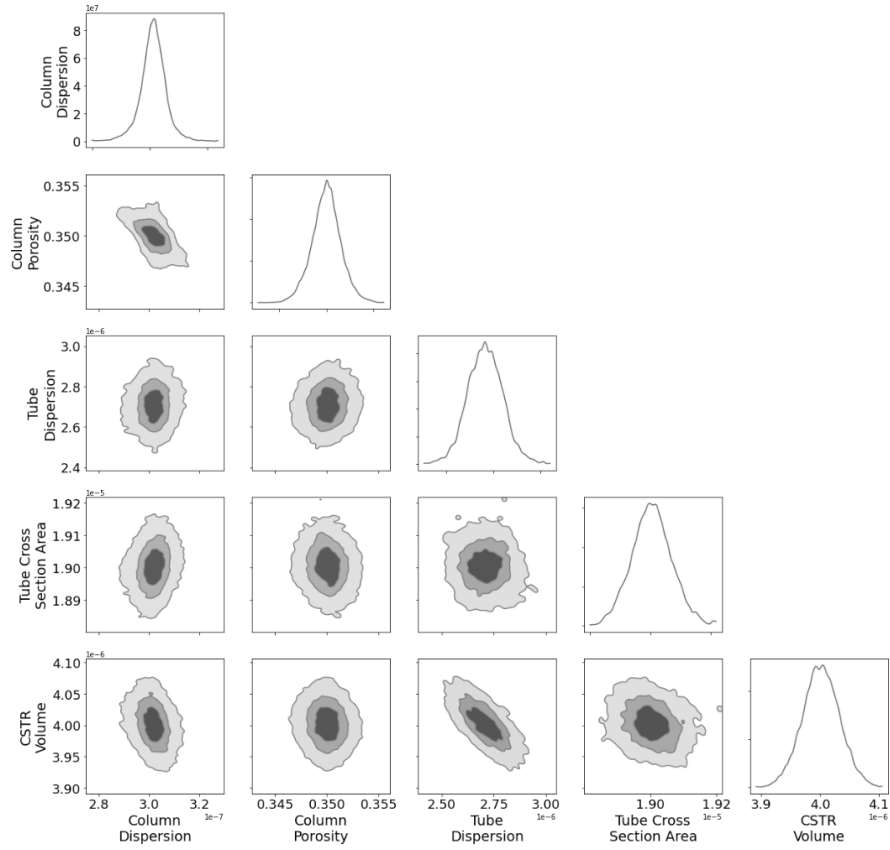 1e7
8
6
4
2
0
Column
Dispersion
0.355
0.350
0.345
Column
Porosity
1e−6
3.0
2.8
2.6
2.4
Tube
Dispersion
1e−5
1.92
1.91
1.90
1.89
Tube Cross
Section Area
1e−6
4.10
4.05
4.00
3.95
3.90
CSTR
Volume
2.8 3.0 3.2
1e−7
Column
Dispersion
0.345 0.350 0.355
Column
Porosity
2.50 2.75 3.00
1e−6
Tube
Dispersion
1.90 1.92
1e−5
Tube Cross
Section Area
3.9 4.0 4.1
1e−6
CSTR
Volume